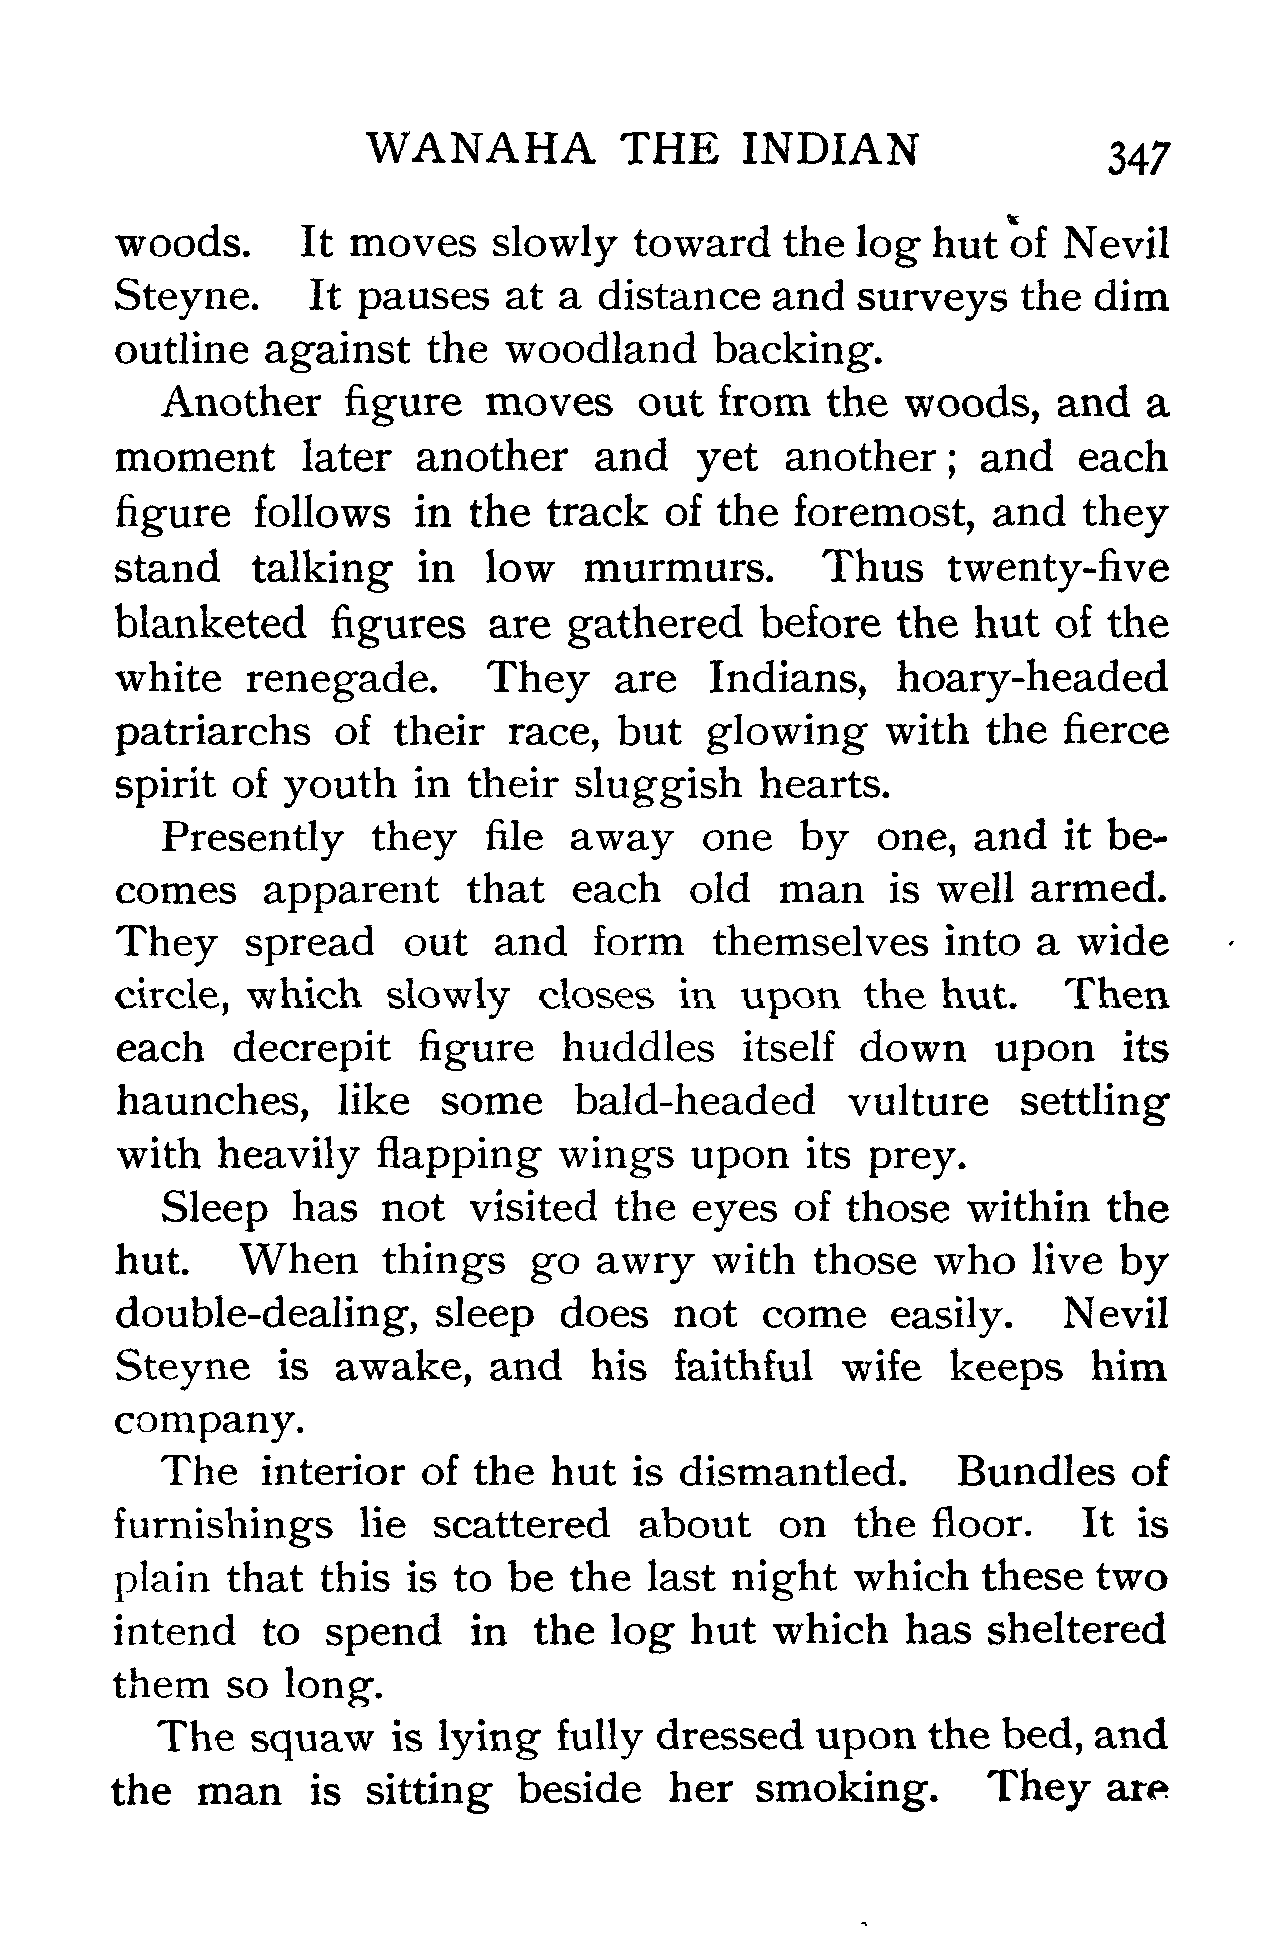 WANAHA THE INDIAN 347
woods. It moves slowly toward the log hut of Nevil
Steyne. It pauses at a distance and surveys the dim
outline against the woodland backing.
Another figure moves out from the woods, and a
moment later another and yet another; and each
figure follows in the track of the foremost, and they
stand talking in low murmurs. Thus twenty-five
blanketed figures are gathered before the hut of the
white renegade. They are Indians, hoary-headed
patriarchs of their race, but glowing with the fierce
spirit of youth in their sluggish hearts.
Presently they file away one by one, and it be-
comes apparent that each old man is well armed.
They spread out and form themselves into a wide
circle, which slowly closes in upon the hut. Then
each decrepit figure huddles itself down upon its
haunches, like some bald-headed vulture settling
with heavily flapping wings upon its prey.
Sleep has not visited the eyes of those within the
hut. When things go awry with those who live by
double-dealing, sleep does not come easily. Nevil
Steyne is awake, and his faithful wife keeps him
company.
The interior of the hut is dismantled. Bundles of
furnishings lie scattered about on the floor. It is
plain that this is to be the last night which these two
intend to spend in the log hut which has sheltered
them so long.
The squaw is lying fully dressed upon the bed, and
the man is sitting beside her smoking. They are